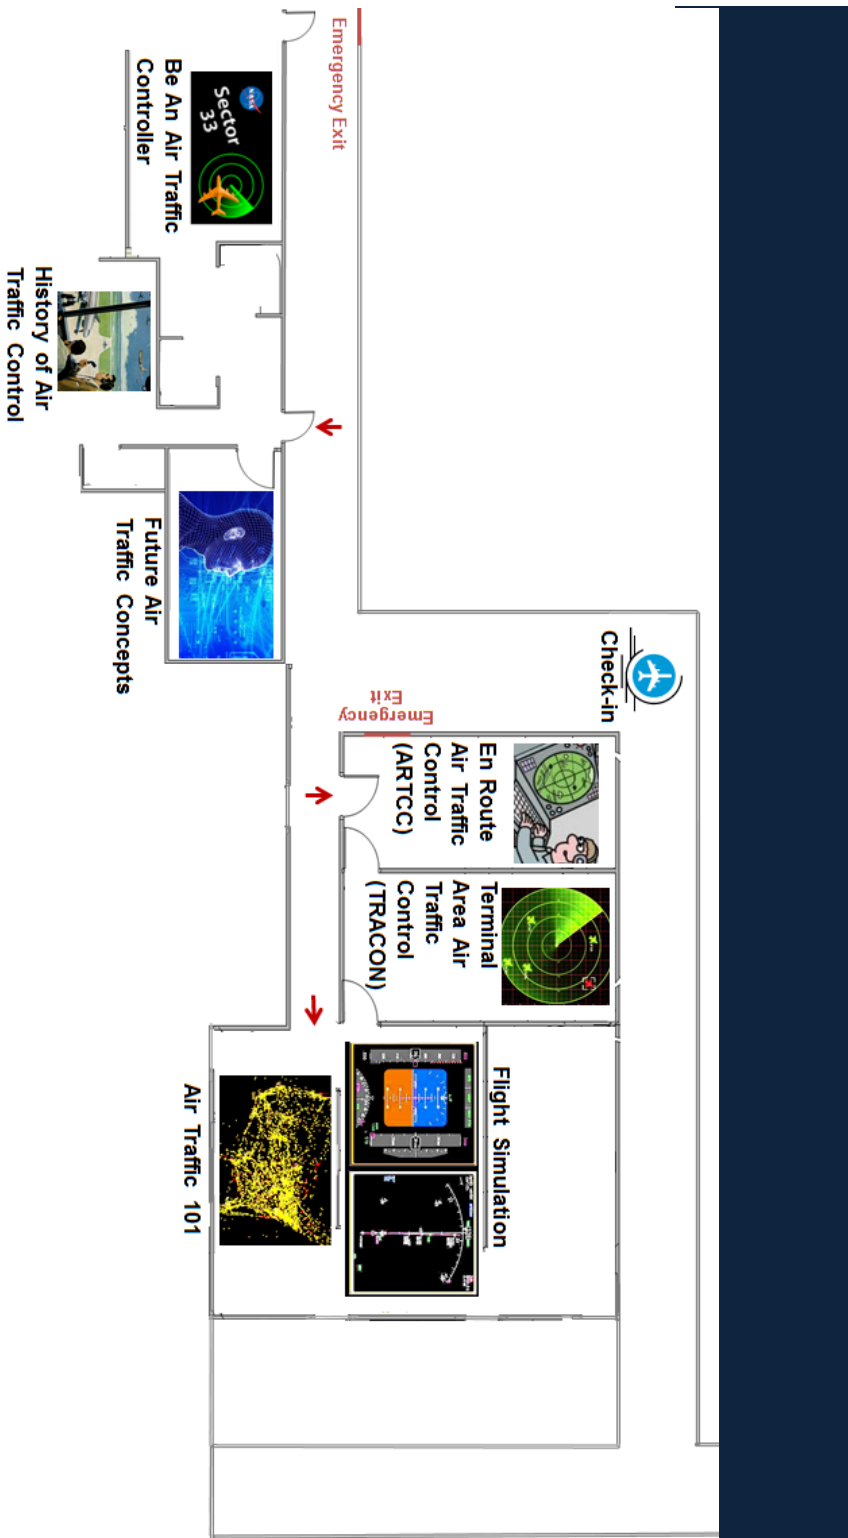 Emergency Exit
Be An Air Traffic
Controller
NASA
Sector
33
History of Air
Traffic Control
Future Air
Traffic Concepts
Check-in
Emergency
Exit
En Route
Air Traffic
Control
(ARTCC)
Terminal
Area Air
Traffic
Control
(TRACON)
Flight Simulation
Air Traffic 101